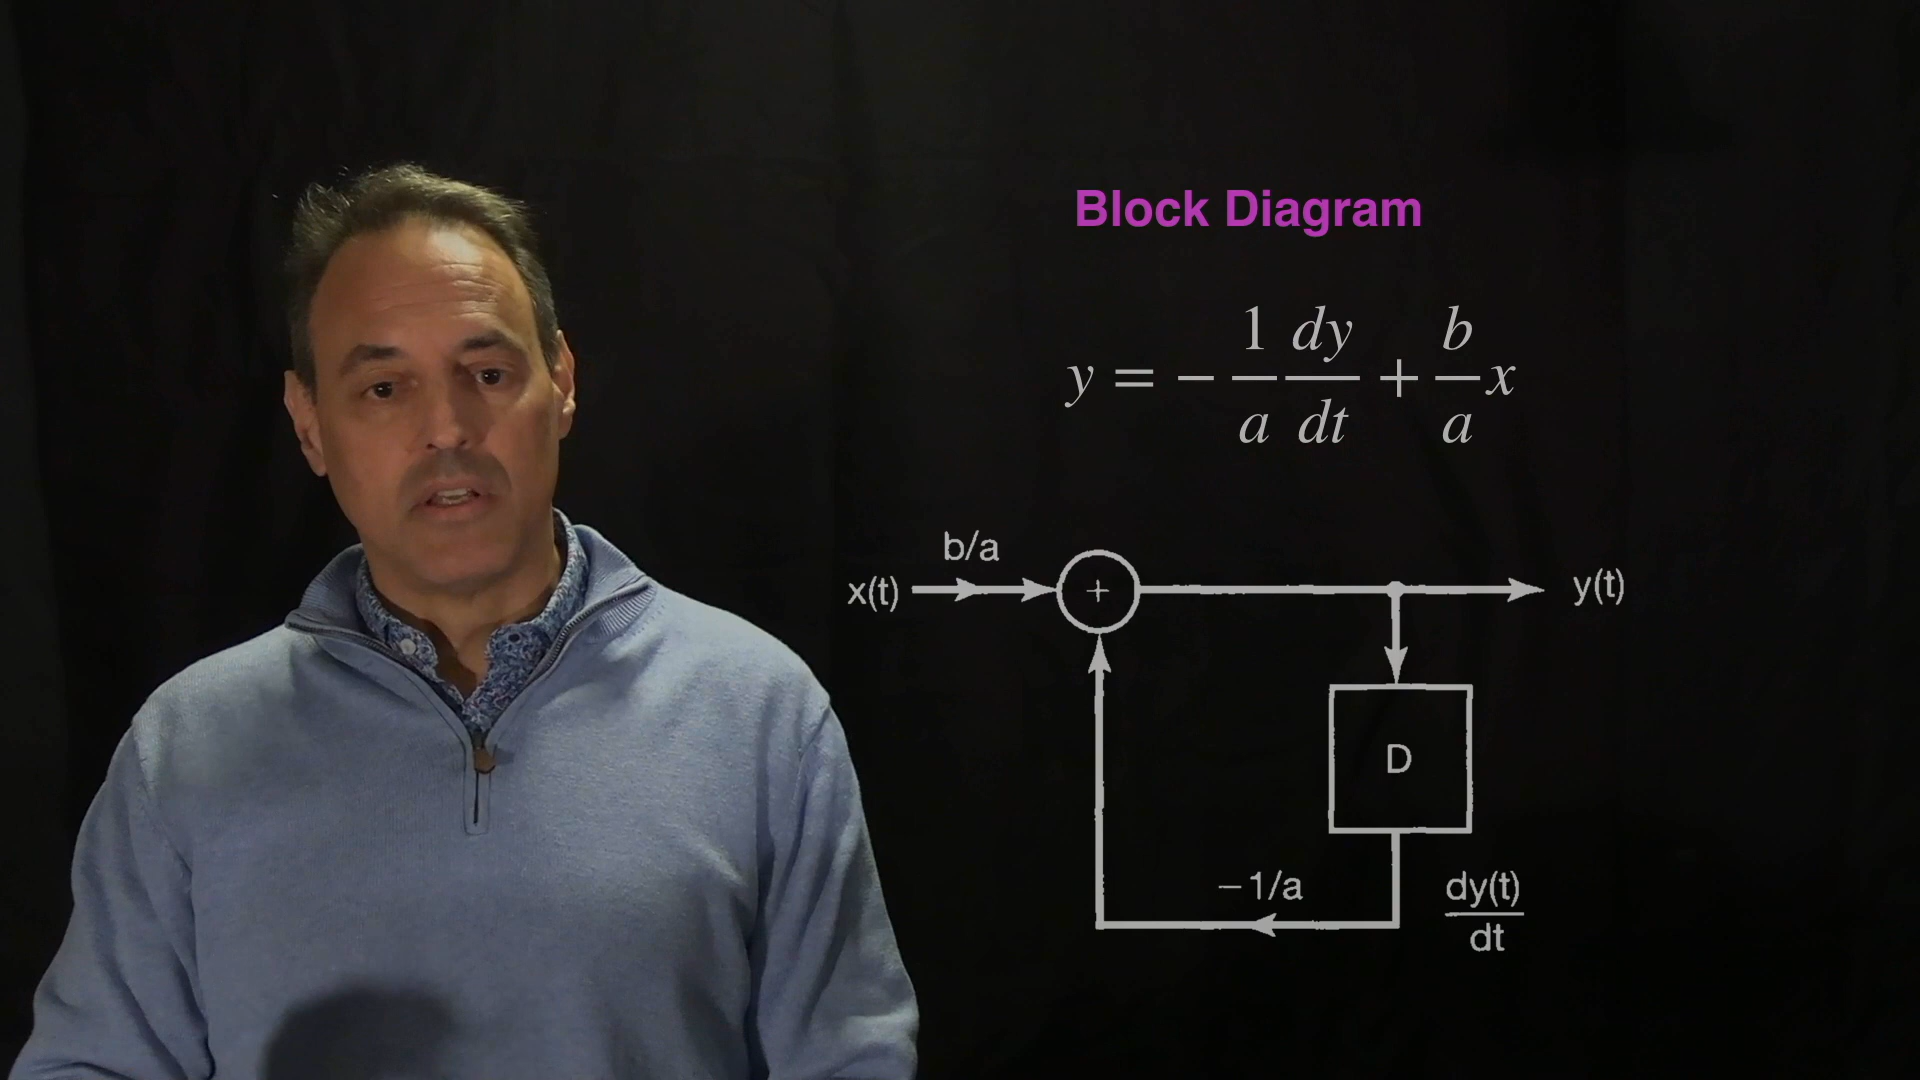 Block Diagram
y = − 1/a dy/dt + b/a x
b/a
x(t)
+
y(t)
D
−1/a
dy(t)/dt